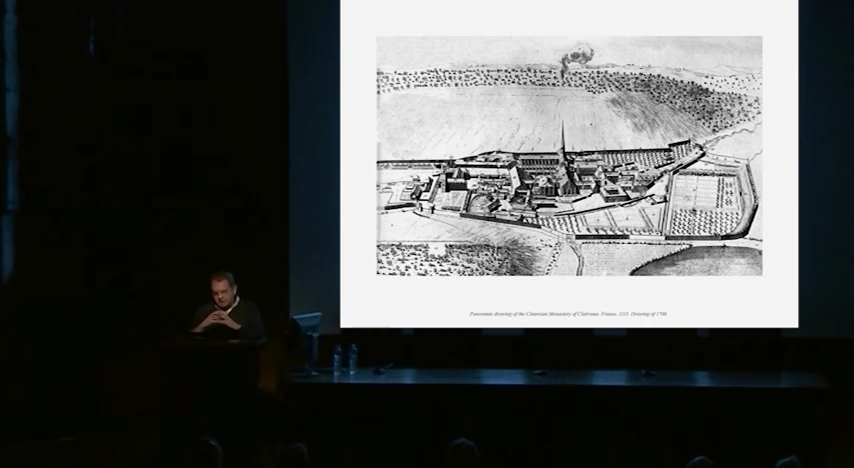 Panoramic drawing of the Cistercian Monastery of Clairvaux, France, 1115. Drawing of 1708.